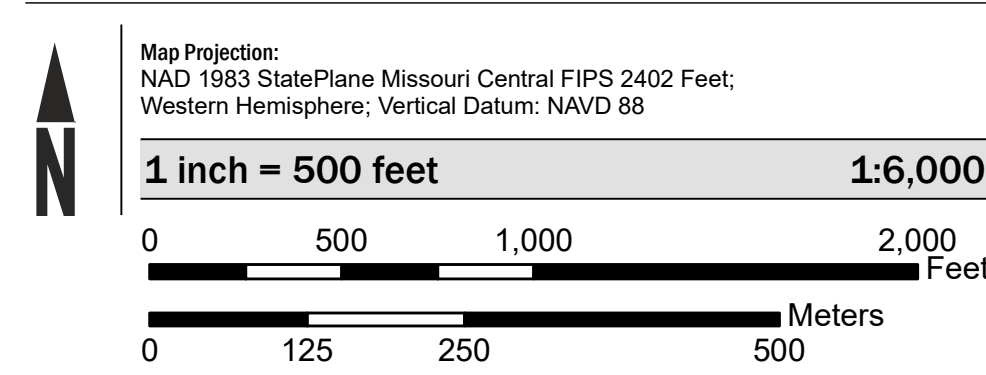 Map Projection:
NAD 1983 StatePlane Missouri Central FIPS 2402 Feet;
Western Hemisphere; Vertical Datum: NAVD 88
N
1 inch = 500 feet 1:6,000
0 500 1,000 2,000
Feet
Meters
0 125 250 500